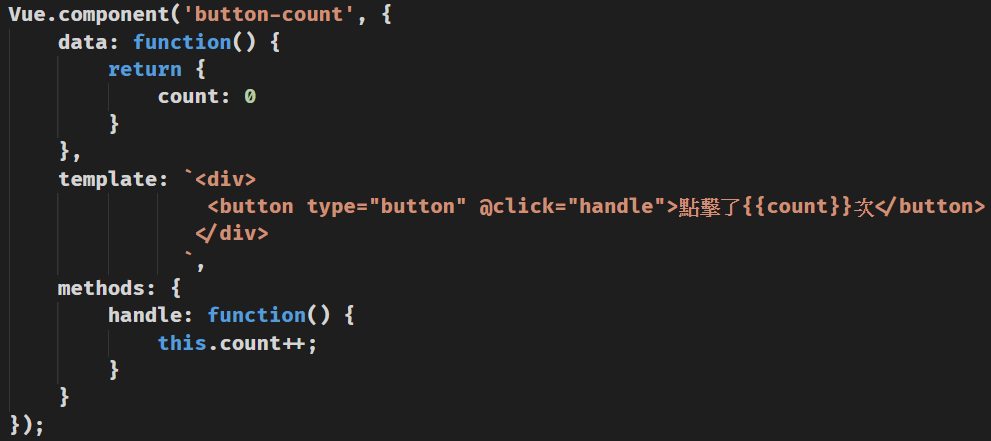 Vue.component('button-count', {
    data: function() {
        return {
            count: 0
        }
    },
    template: `<div>
                <button type="button" @click="handle">點擊了{{count}}次</button>
               </div>
              `,
    methods: {
        handle: function() {
            this.count++;
        }
    }
});